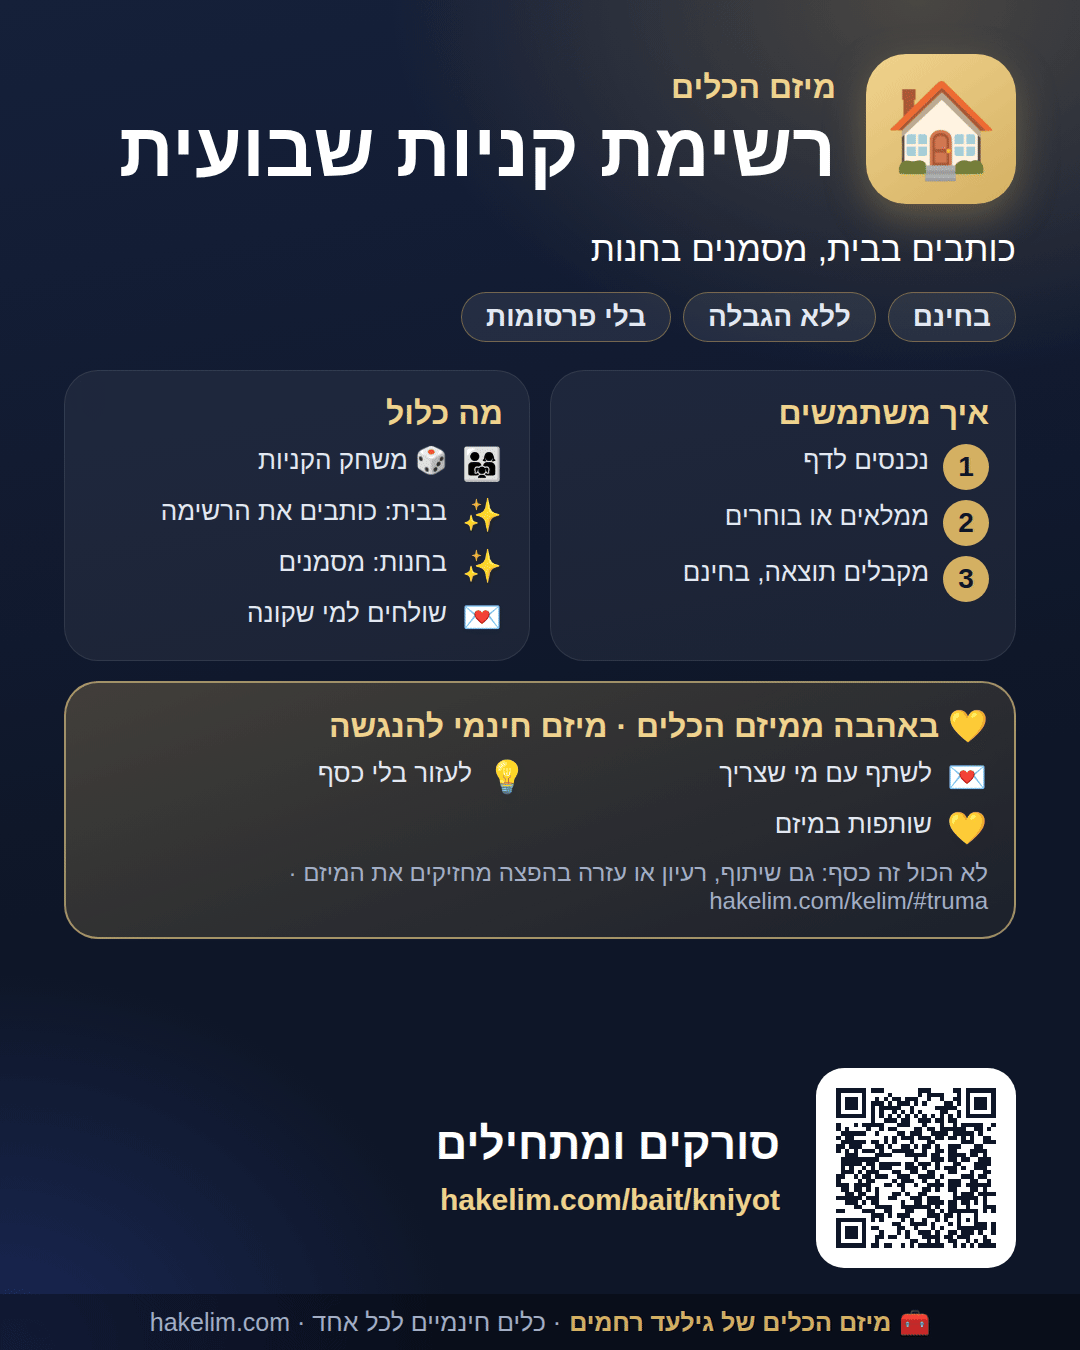 מיזם הכלים
רשימת קניות שבועית
כותבים בבית, מסמנים בחנות
בחינם
ללא הגבלה
בלי פרסומות
איך משתמשים
1 נכנסים לדף
2 ממלאים או בוחרים
3 מקבלים תוצאה, בחינם
מה כלול
👨‍👩‍👧 🎲 משחק הקניות
✨ בבית: כותבים את הרשימה
✨ בחנות: מסמנים
💌 שולחים למי שקונה
💛 באהבה ממיזם הכלים · מיזם חינמי להנגשה
💌 לשתף עם מי שצריך
💡 לעזור בלי כסף
💛 שותפות במיזם
לא הכול זה כסף: גם שיתוף, רעיון או עזרה בהפצה מחזיקים את המיזם ·
hakelim.com/kelim/#truma
סורקים ומתחילים
hakelim.com/bait/kniyot
🧰 מיזם הכלים של גילעד רחמים · כלים חינמיים לכל אחד · hakelim.com